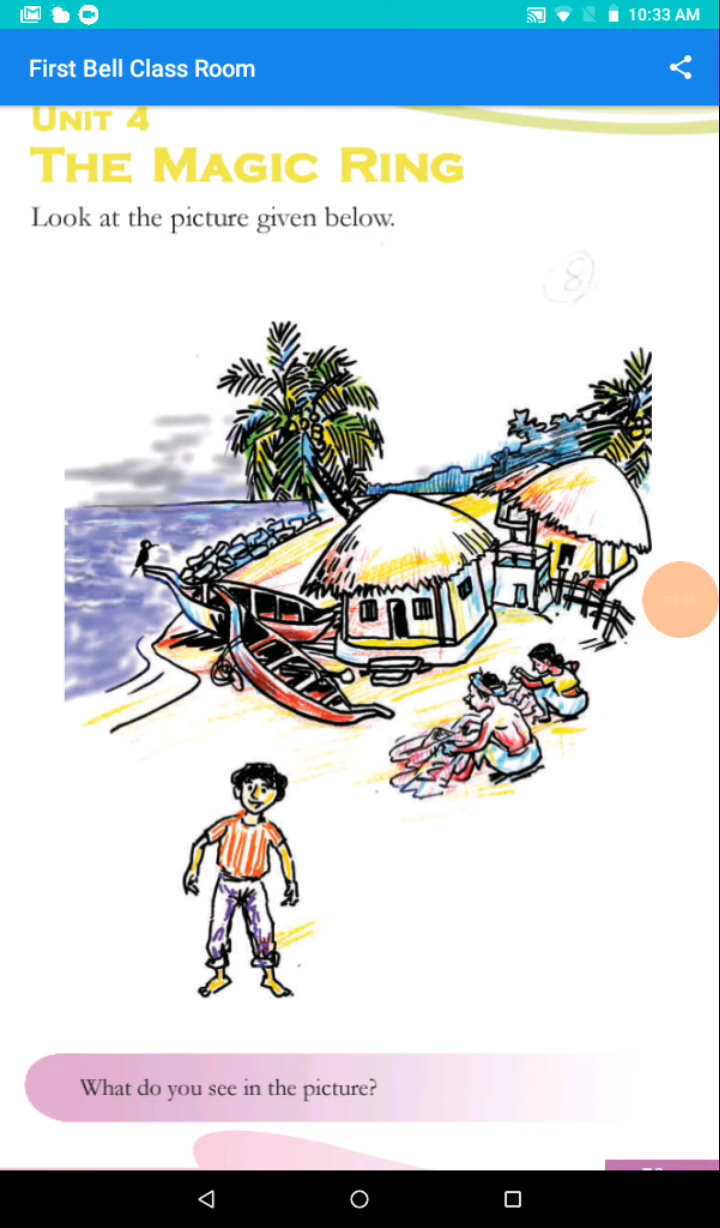 10:33 AM
First Bell Class Room
UNIT 4
THE MAGIC RING
Look at the picture given below.
8
What do you see in the picture?